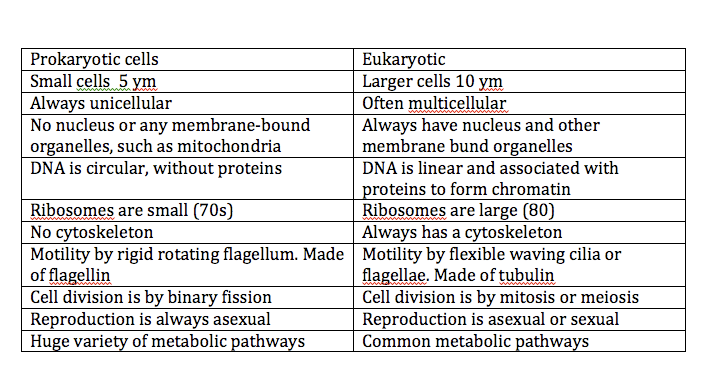 Prokaryotic cells
Eukaryotic
Small cells  5 ym
Larger cells 10 ym
Always unicellular
Often multicellular
No nucleus or any membrane-bound
organelles, such as mitochondria
Always have nucleus and other
membrane bund organelles
DNA is circular, without proteins
DNA is linear and associated with
proteins to form chromatin
Ribosomes are small (70s)
Ribosomes are large (80)
No cytoskeleton
Always has a cytoskeleton
Motility by rigid rotating flagellum. Made
of flagellin
Motility by flexible waving cilia or
flagellae. Made of tubulin
Cell division is by binary fission
Cell division is by mitosis or meiosis
Reproduction is always asexual
Reproduction is asexual or sexual
Huge variety of metabolic pathways
Common metabolic pathways